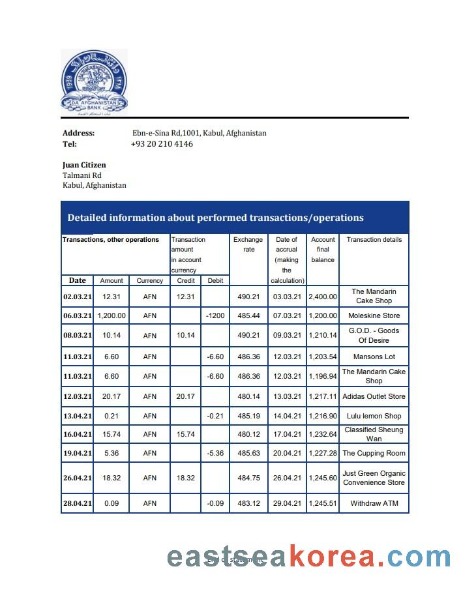 DA AFGHANISTAN
BANK
Address: Ebn-e-Sina Rd,1001, Kabul, Afghanistan
Tel: +93 20 210 4146
Juan Citizen
Talmani Rd
Kabul, Afghanistan
Detailed information about performed transactions/operations
Transactions, other operations Transaction amount in account currency Exchange rate Date of accrual (making the calculation) Account final balance Transaction details
Date Amount Currency Credit Debit
02.03.21 12.31 AFN 12.31 490.21 03.03.21 2,400.00 The Mandarin Cake Shop
06.03.21 1,200.00 AFN -1200 485.44 07.03.21 1,200.00 Moleskine Store
08.03.21 10.14 AFN 10.14 490.21 09.03.21 1,210.14 G.O.D. - Goods Of Desire
11.03.21 6.60 AFN -6.60 486.36 12.03.21 1,203.54 Mansons Lot
11.03.21 6.60 AFN -6.60 486.36 12.03.21 1,196.94 The Mandarin Cake Shop
12.03.21 20.17 AFN 20.17 480.14 13.03.21 1,217.11 Adidas Outlet Store
13.04.21 0.21 AFN -0.21 485.19 14.04.21 1,216.90 Lulu lemon Shop
16.04.21 15.74 AFN 15.74 480.12 17.04.21 1,232.64 Classified Sheung Wan
19.04.21 5.36 AFN -5.36 485.63 20.04.21 1,227.28 The Cupping Room
26.04.21 18.32 AFN 18.32 484.75 26.04.21 1,245.60 Just Green Organic Convenience Store
28.04.21 0.09 AFN -0.09 483.12 29.04.21 1,245.51 Withdraw ATM
eastseakorea.com